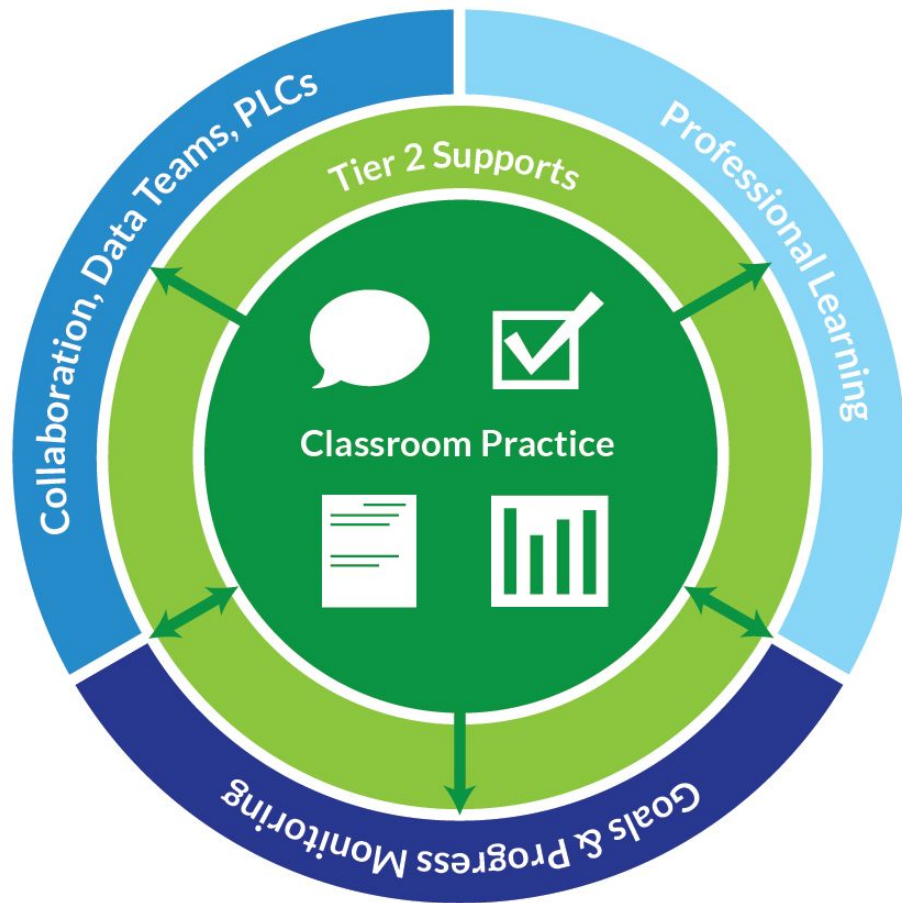 Collaboration, Data Teams, PLCs
Professional Learning
Tier 2 Supports
Classroom Practice
Goals & Progress Monitoring